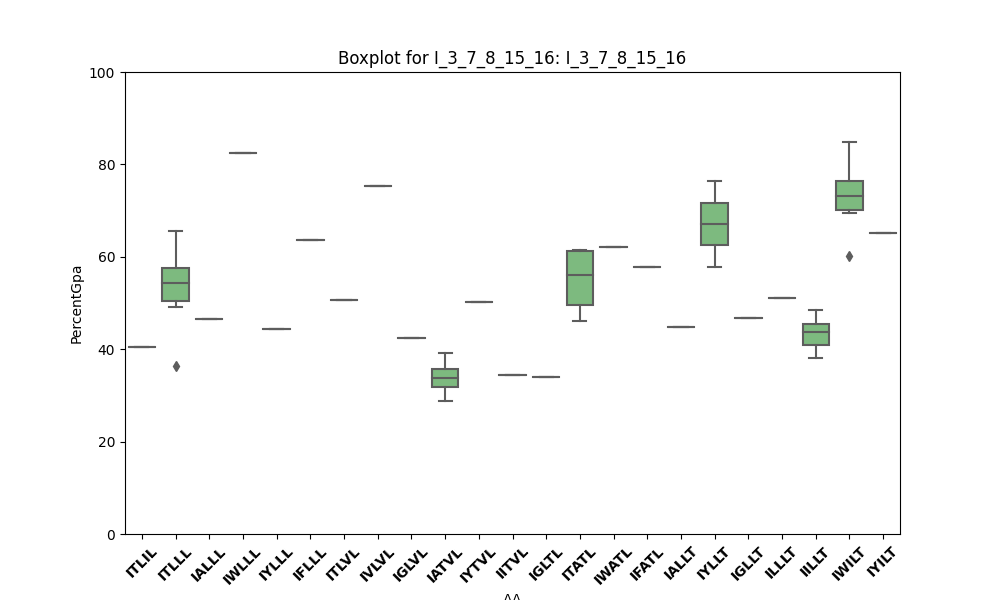 Boxplot for I_3_7_8_15_16: I_3_7_8_15_16
100
80
60
40
20
0
PercentGpa
ITLIL ITLLL IALLL IWLLL IYLLL IFLLL ITLVL IVLVL IGLVL IATVL IYTVL IITVL IGLTL ITATL IWATL IFATL IALLT IYLLT IGLLT ILLLT IILLT IWILT IYILT
AA